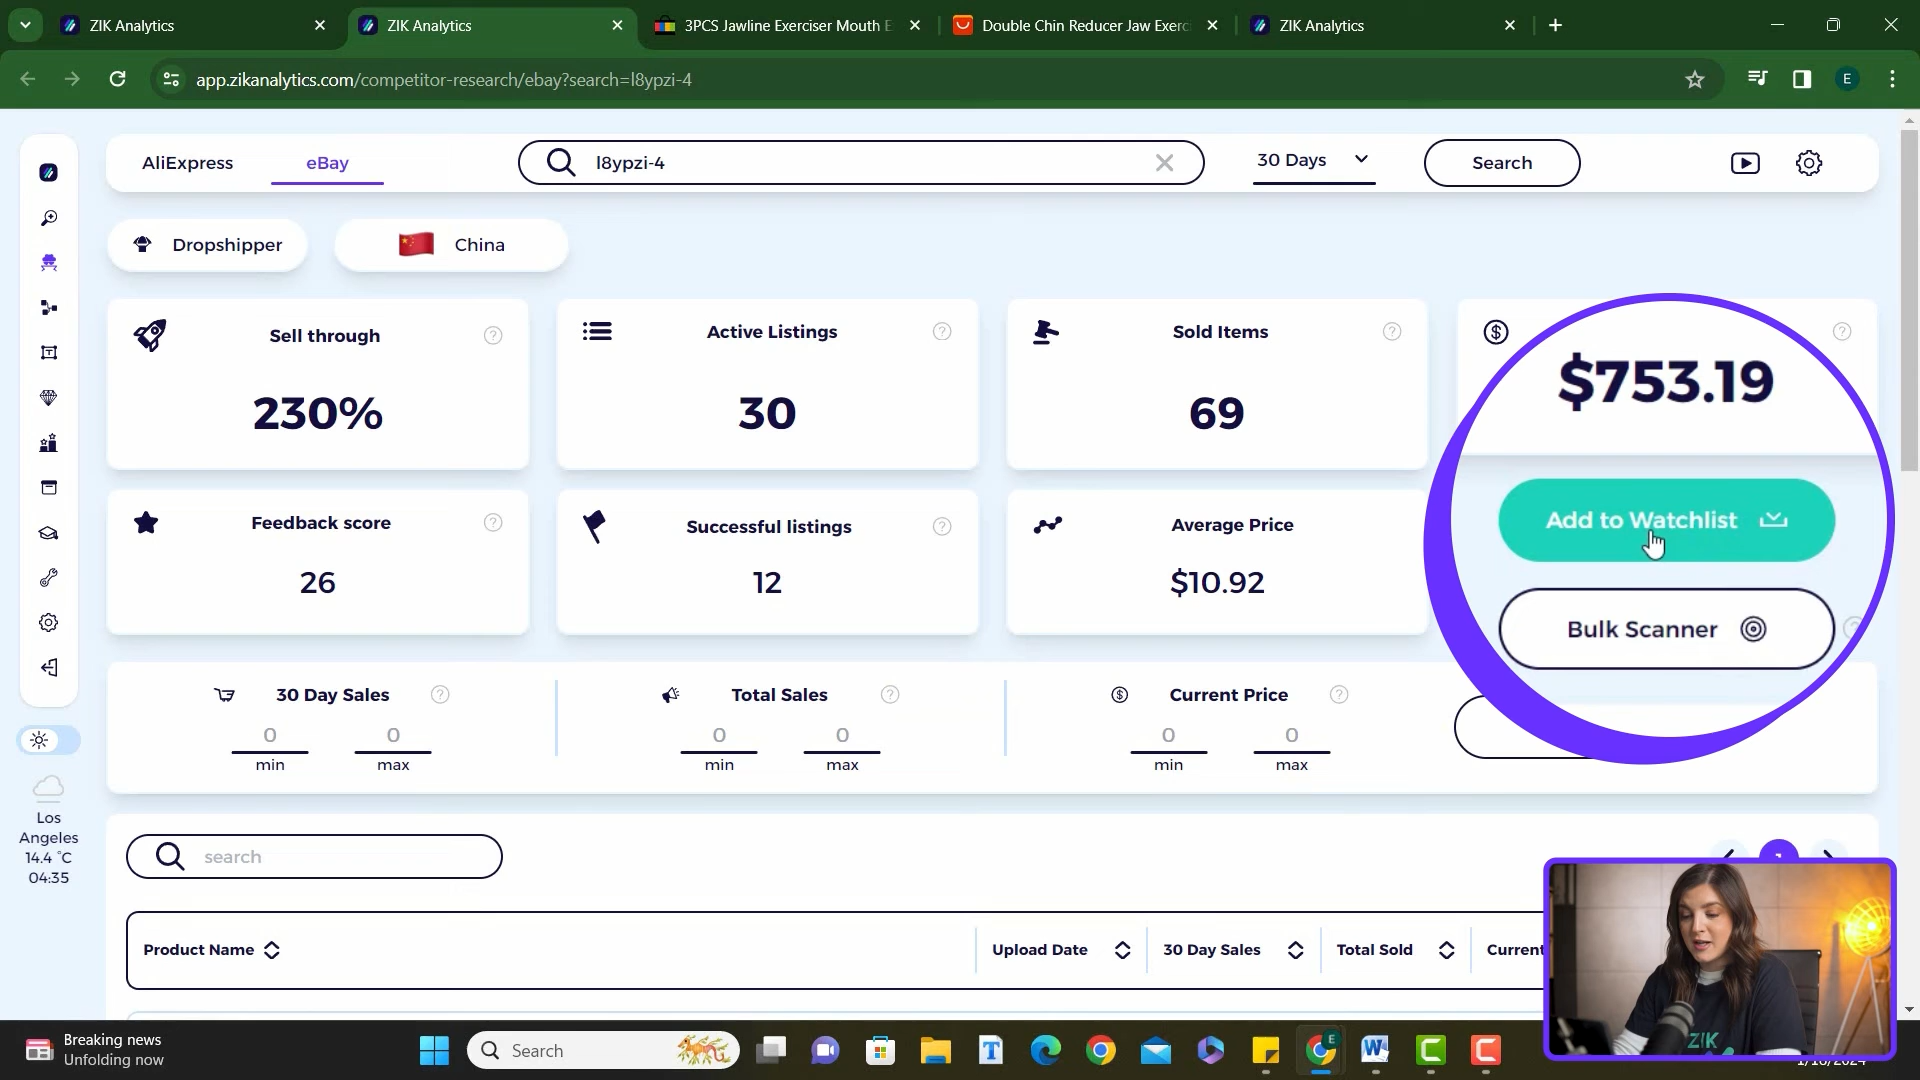 ZIK Analytics
ZIK Analytics
3PCS Jawline Exerciser Mouth E
Double Chin Reducer Jaw Exerc
ZIK Analytics
app.zikanalytics.com/competitor-research/ebay?search=l8ypzi-4
E
AliExpress
eBay
l8ypzi-4
30 Days
Search
Dropshipper
China
Sell through
230%
Active Listings
30
Sold Items
69
$753.19
Feedback score
26
Successful listings
12
Average Price
$10.92
Add to Watchlist
Bulk Scanner
30 Day Sales
0
min
0
max
Total Sales
0
min
0
max
Current Price
0
min
0
max
Los
Angeles
14.4 °C
04:35
search
Product Name
Upload Date
30 Day Sales
Total Sold
Current
Breaking news
Unfolding now
Search
ZIK